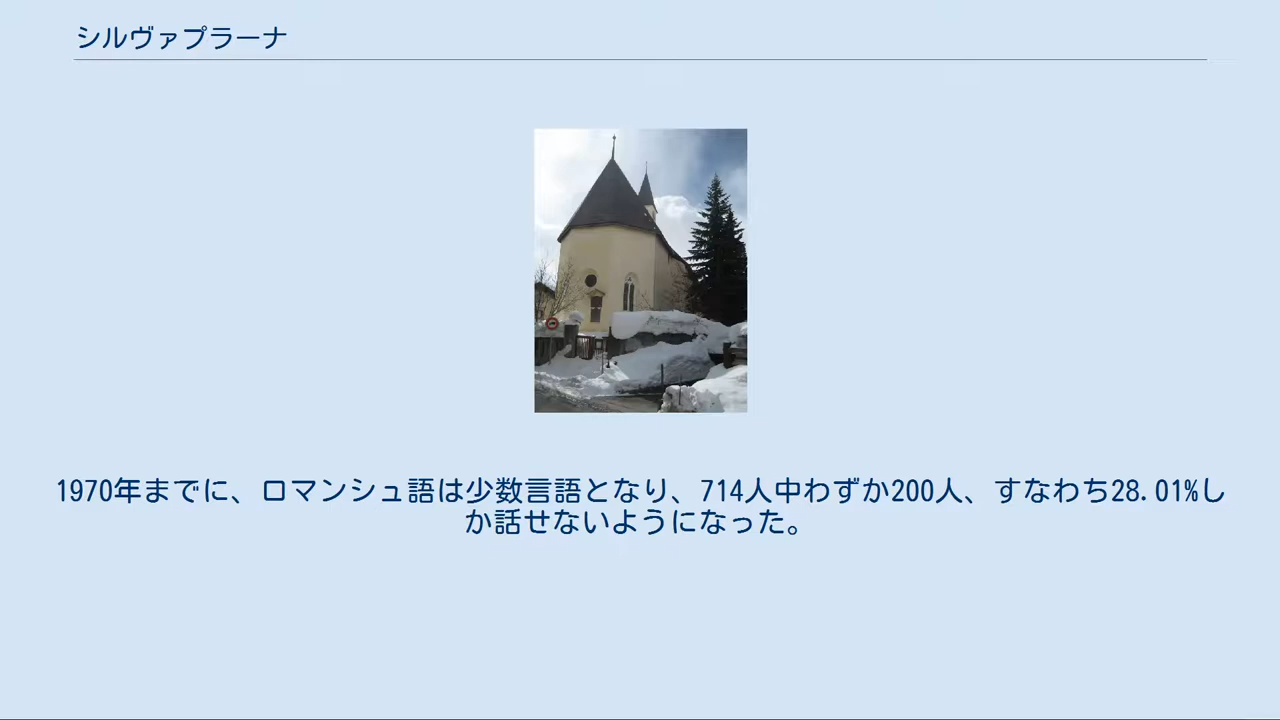 シルヴァプラーナ
1970年までに、ロマンシュ語は少数言語となり、714人中わずか200人、すなわち28.01%し
か話せないようになった。